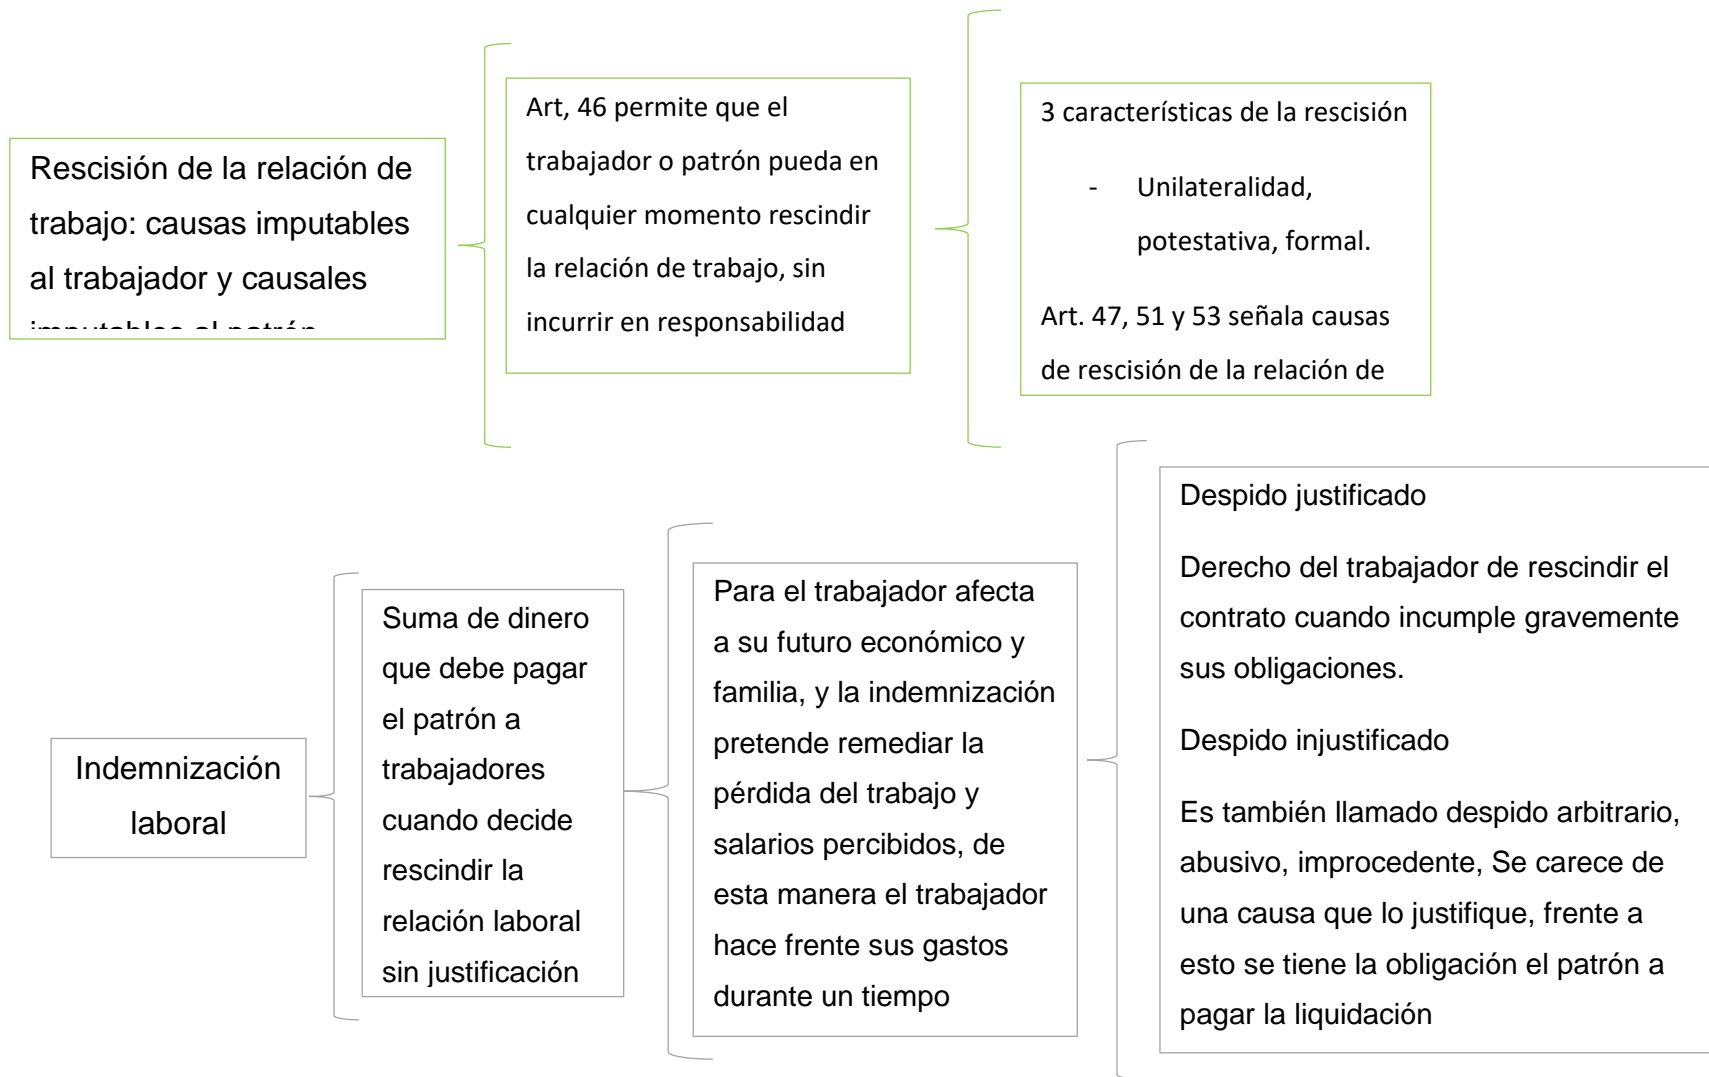 Rescisión de la relación de
trabajo: causas imputables
al trabajador y causales
imputables al patrón
Art, 46 permite que el
trabajador o patrón pueda en
cualquier momento rescindir
la relación de trabajo, sin
incurrir en responsabilidad
3 características de la rescisión
- Unilateralidad,
potestativa, formal.
Art. 47, 51 y 53 señala causas
de rescisión de la relación de
Indemnización
laboral
Suma de dinero
que debe pagar
el patrón a
trabajadores
cuando decide
rescindir la
relación laboral
sin justificación
Para el trabajador afecta
a su futuro económico y
familia, y la indemnización
pretende remediar la
pérdida del trabajo y
salarios percibidos, de
esta manera el trabajador
hace frente sus gastos
durante un tiempo
Despido justificado
Derecho del trabajador de rescindir el
contrato cuando incumple gravemente
sus obligaciones.
Despido injustificado
Es también llamado despido arbitrario,
abusivo, improcedente, Se carece de
una causa que lo justifique, frente a
esto se tiene la obligación el patrón a
pagar la liquidación